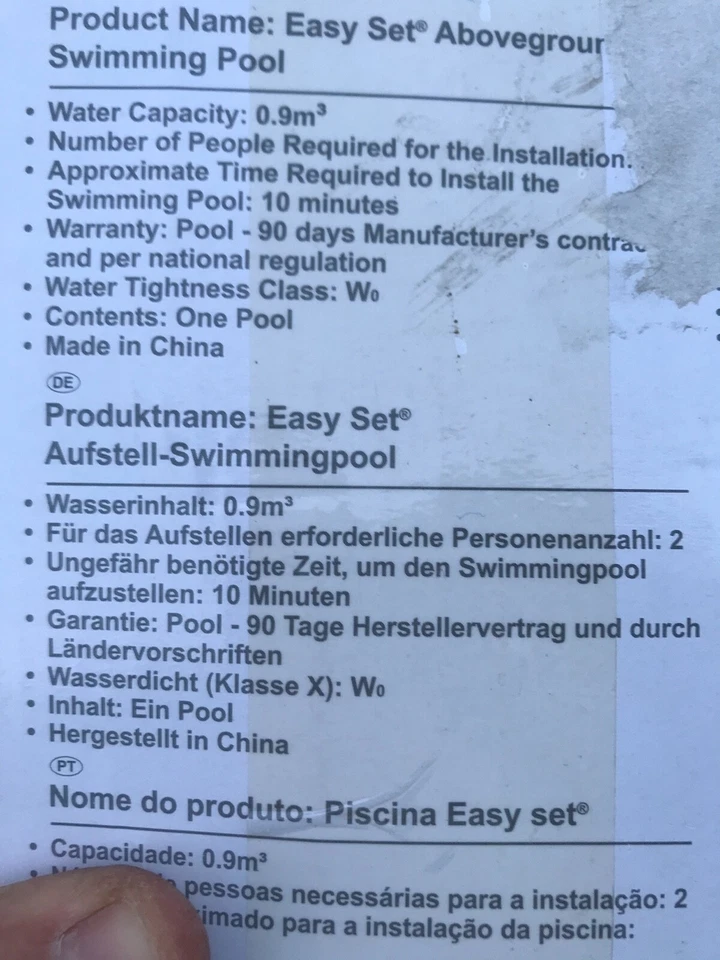 Product Name: Easy Set® Abovegrour
Swimming Pool
• Water Capacity: 0.9m³
• Number of People Required for the Installation:
• Approximate Time Required to Install the
Swimming Pool: 10 minutes
• Warranty: Pool - 90 days Manufacturer's contrac
and per national regulation
• Water Tightness Class: W₀
• Contents: One Pool
• Made in China
DE
Produktname: Easy Set®
Aufstell-Swimmingpool
• Wasserinhalt: 0.9m³
• Für das Aufstellen erforderliche Personenanzahl: 2
• Ungefähr benötigte Zeit, um den Swimmingpool
aufzustellen: 10 Minuten
• Garantie: Pool - 90 Tage Herstellervertrag und durch
Ländervorschriften
• Wasserdicht (Klasse X): W₀
• Inhalt: Ein Pool
• Hergestellt in China
PT
Nome do produto: Piscina Easy set®
• Capacidade: 0.9m³
• pessoas necessárias para a instalação: 2
para a instalação da piscina: